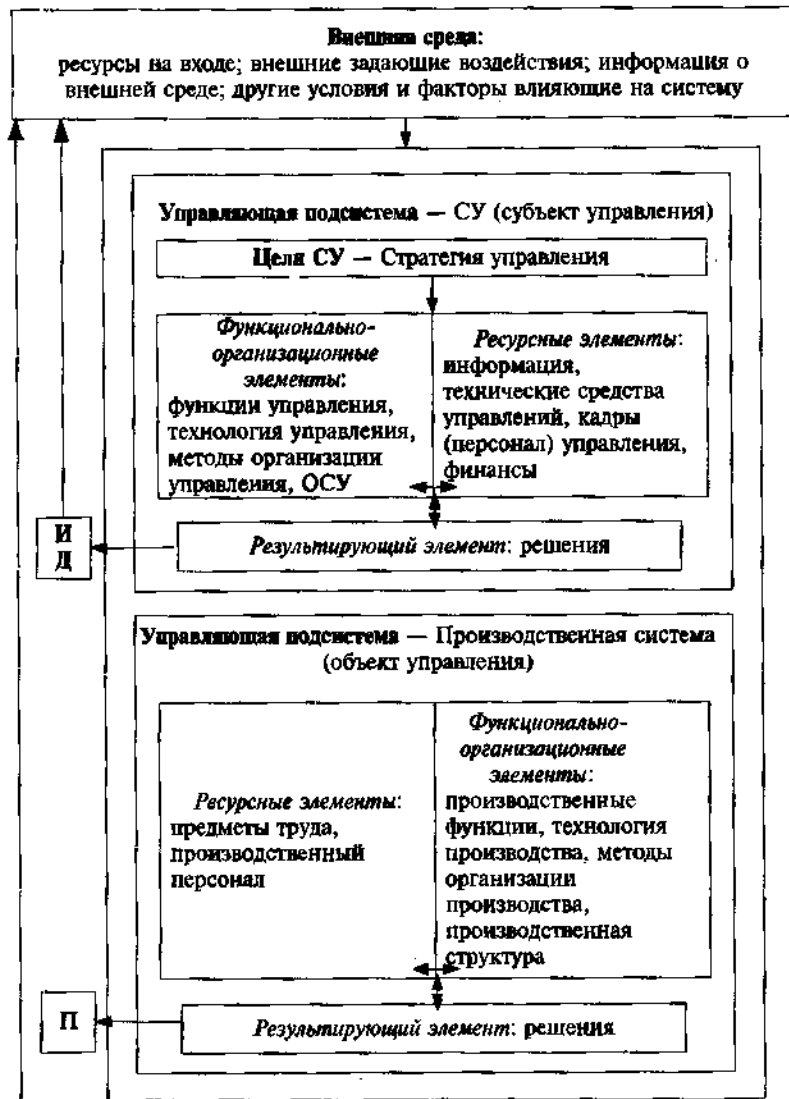 Внешняя среда:
ресурсы на входе; внешние задающие воздействия; информация о
внешней среде; другие условия и факторы влияющие на систему
Управляющая подсистема — СУ (субъект управления)
Цели СУ — Стратегия управления
Функционально-
организационные
элементы:
функции управления,
технология управления,
методы организации
управления, ОСУ
Ресурсные элементы:
информация,
технические средства
управлений, кадры
(персонал) управления,
финансы
И
Д
Результирующий элемент: решения
Управляющая подсистема — Производственная система
(объект управления)
Ресурсные элементы:
предметы труда,
производственный
персонал
Функционально-
организационные
элементы:
производственные
функции, технология
производства, методы
организации
производства,
производственная
структура
П
Результирующий элемент: решения